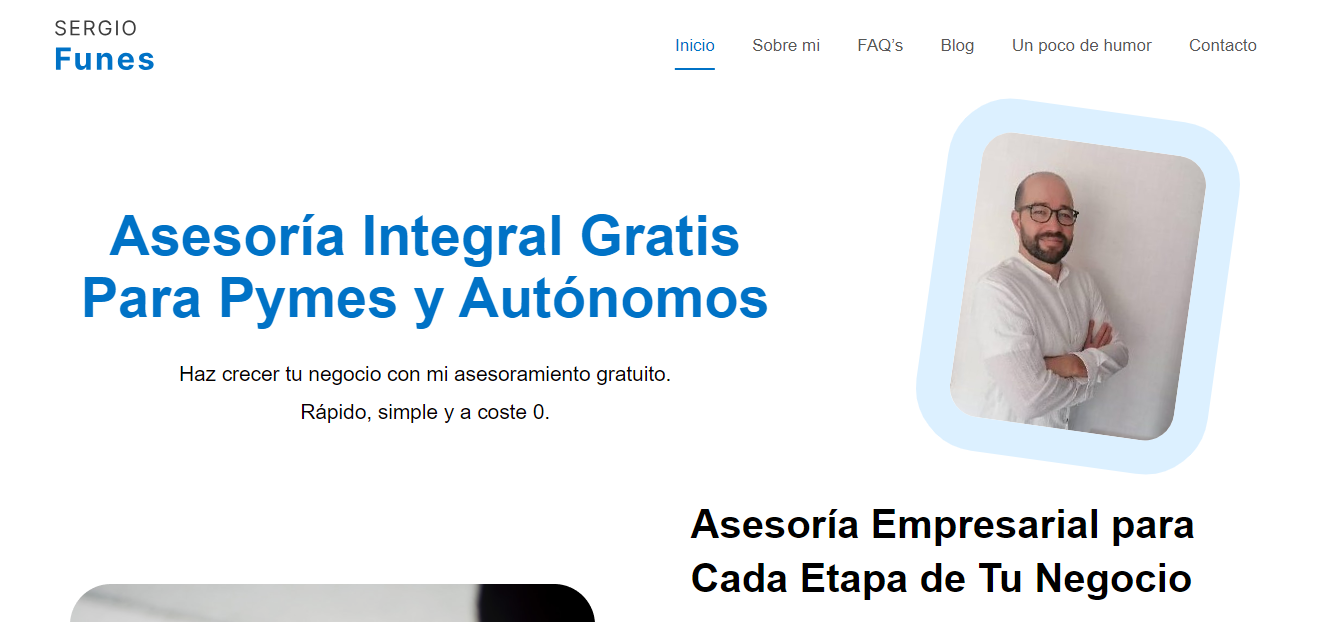 SERGIO
Funes
Inicio
Sobre mi
FAQ’s
Blog
Un poco de humor
Contacto
Asesoría Integral Gratis
Para Pymes y Autónomos
Haz crecer tu negocio con mi asesoramiento gratuito.
Rápido, simple y a coste 0.
Asesoría Empresarial para
Cada Etapa de Tu Negocio